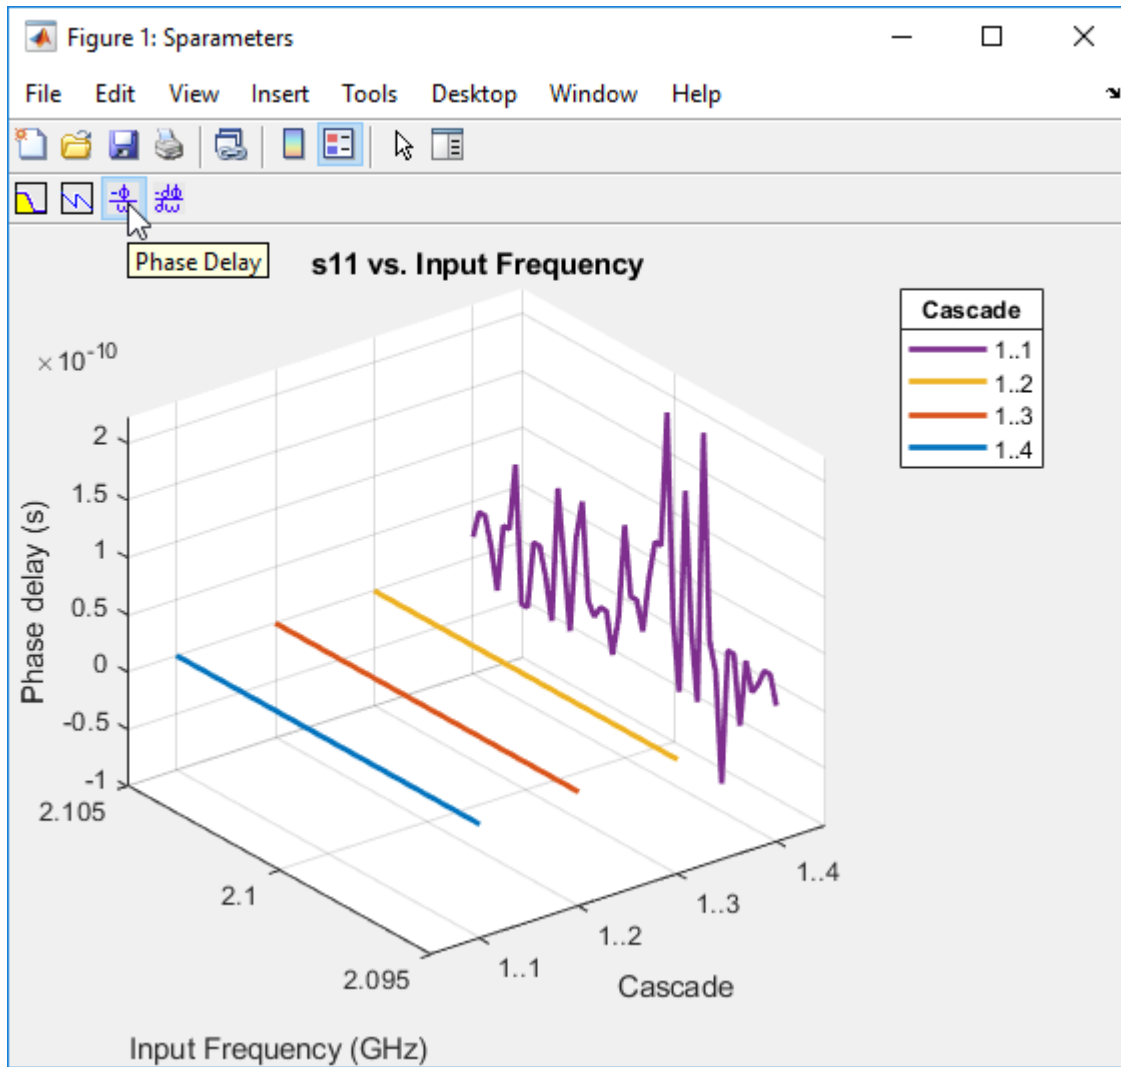 Figure 1: Sparameters
File Edit View Insert Tools Desktop Window Help
-ϕ
ω
-dϕ
dω
Phase Delay
s11 vs. Input Frequency
×10-10
2
1.5
1
0.5
0
-0.5
-1
Phase delay (s)
2.105
2.1
2.095
Input Frequency (GHz)
1..1
1..2
1..3
1..4
Cascade
Cascade
1..1
1..2
1..3
1..4